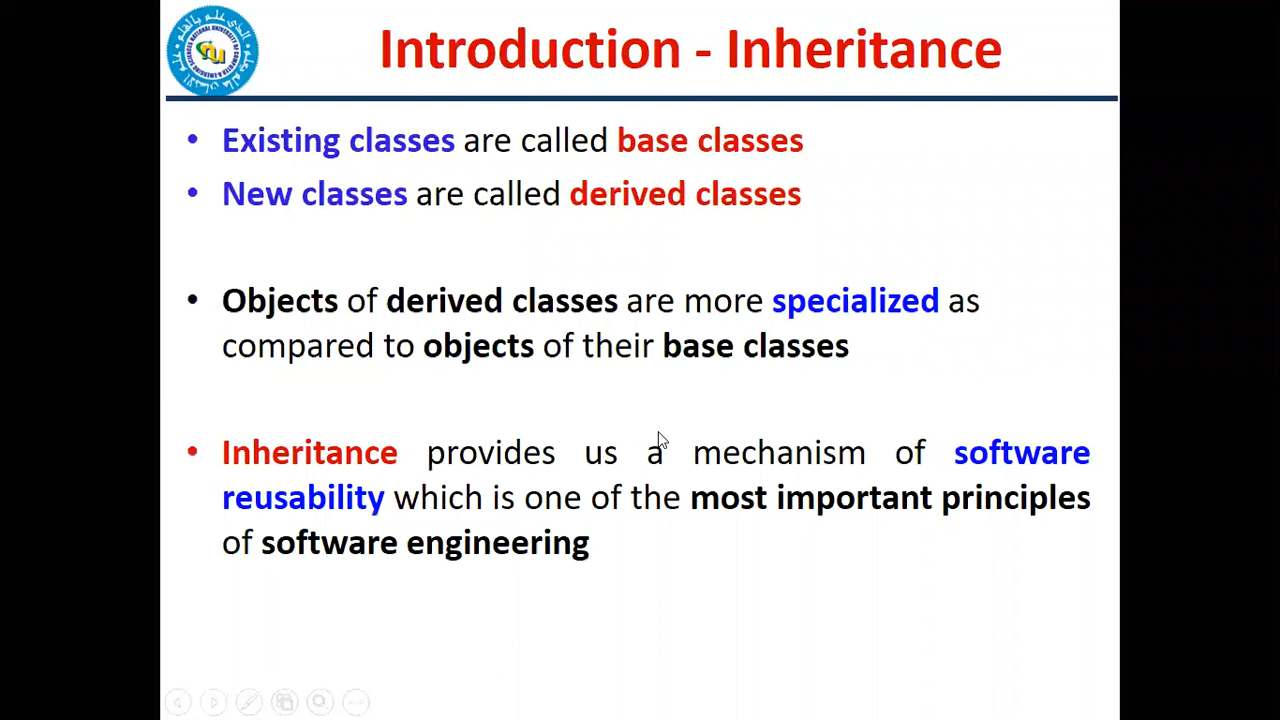 Introduction - Inheritance
• Existing classes are called base classes
• New classes are called derived classes
• Objects of derived classes are more specialized as
compared to objects of their base classes
• Inheritance provides us a mechanism of software
reusability which is one of the most important principles
of software engineering